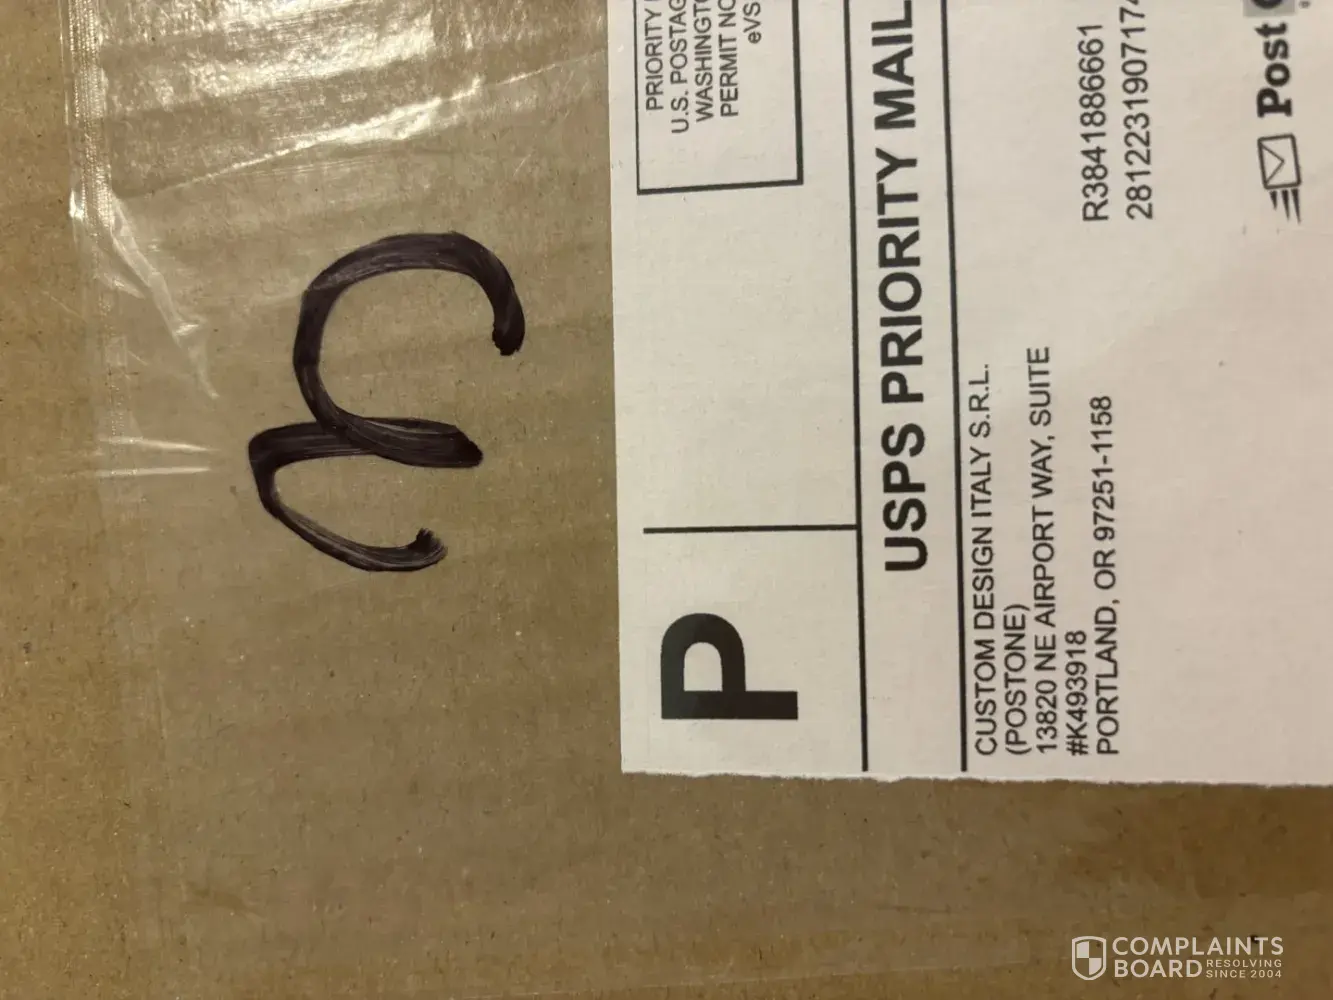 PRIORITY
U.S. POSTAG
WASHINGTO
PERMIT NO
eVS
P
USPS PRIORITY MAIL
CUSTOM DESIGN ITALY S.R.L.
(POSTONE)
13820 NE AIRPORT WAY, SUITE
#K493918
PORTLAND, OR 97251-1158
R3841886661
2812231907174
Post
COMPLAINTS
BOARD RESOLVING
SINCE 2004